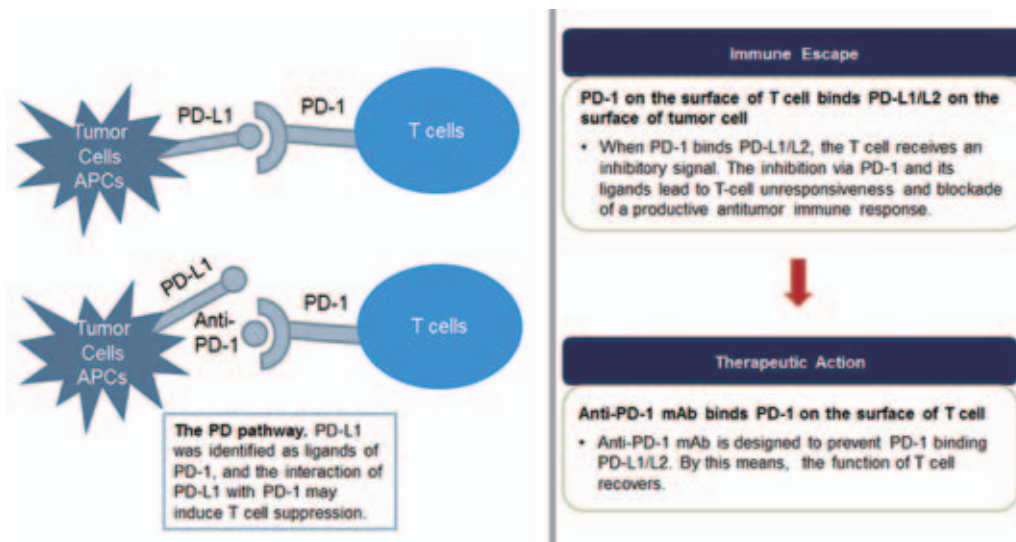 PD-L1
PD-1
Tumor
Cells
APCs
T cells
PD-L1
PD-1
Anti-
PD-1
Tumor
Cells
APCs
T cells
The PD pathway. PD-L1
was identified as ligands of
PD-1, and the interaction of
PD-L1 with PD-1 may
induce T cell suppression.
Immune Escape
PD-1 on the surface of T cell binds PD-L1/L2 on the
surface of tumor cell
• When PD-1 binds PD-L1/L2, the T cell receives an
inhibitory signal. The inhibition via PD-1 and its
ligands lead to T-cell unresponsiveness and blockade
of a productive antitumor immune response.
Therapeutic Action
Anti-PD-1 mAb binds PD-1 on the surface of T cell
• Anti-PD-1 mAb is designed to prevent PD-1 binding
PD-L1/L2. By this means, the function of T cell
recovers.